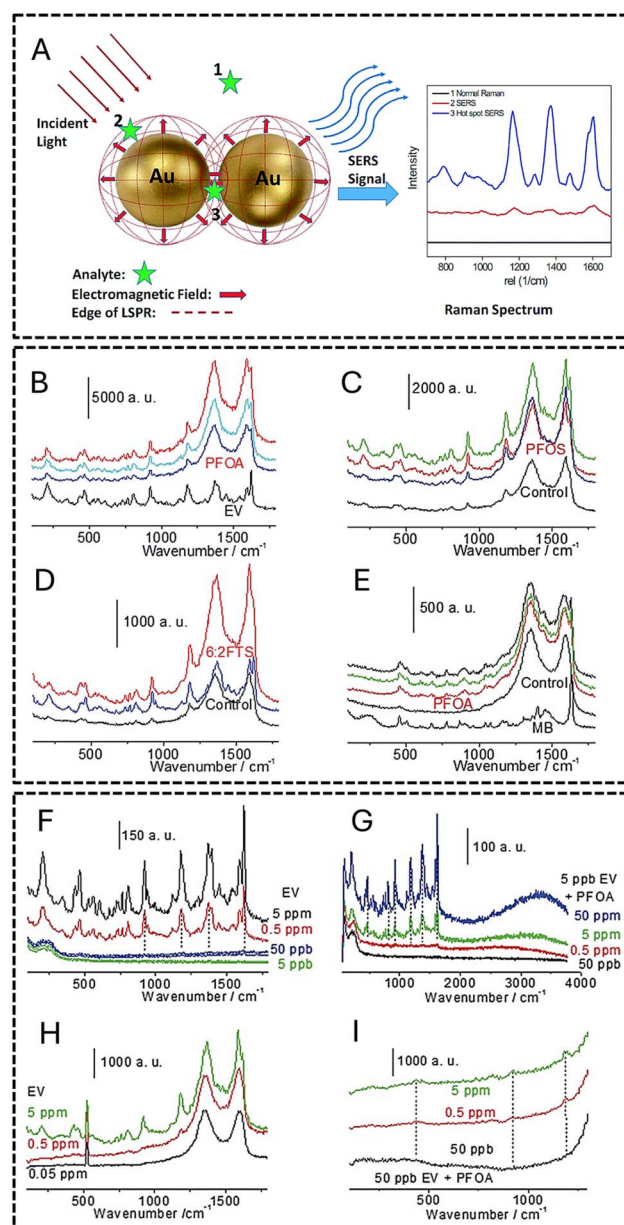 A
1
2
Incident
Light
Au
Au
3
SERS
Signal
Analyte:
Electromagnetic Field:
Edge of LSPR:
1 Normal Raman
2 SERS
3 Hot spot SERS
Intensity
800 1000 1200 1400 1600
rel (1/cm)
Raman Spectrum
B
5000 a. u.
PFOA
EV
500 1000 1500
Wavenumber / cm-1
C
2000 a. u.
PFOS
Control
500 1000 1500
Wavenumber / cm-1
D
1000 a. u.
6:2FTS
Control
500 1000 1500
Wavenumber / cm-1
E
500 a. u.
Control
PFOA
MB
500 1000 1500
Wavenumber / cm-1
F
150 a. u.
EV
5 ppm
0.5 ppm
50 ppb
5 ppb
500 1000 1500
Wavenumber / cm-1
G
100 a. u.
5 ppb EV
+ PFOA
50 ppm
5 ppm
0.5 ppm
50 ppb
0 1000 2000 3000 4000
Wavenumber / cm-1
H
1000 a. u.
EV
5 ppm
0.5 ppm
0.05 ppm
500 1000 1500
Wavenumber /cm-1
I
1000 a. u.
5 ppm
0.5 ppm
50 ppb
50 ppb EV + PFOA
500 1000
Wavenumber / cm-1